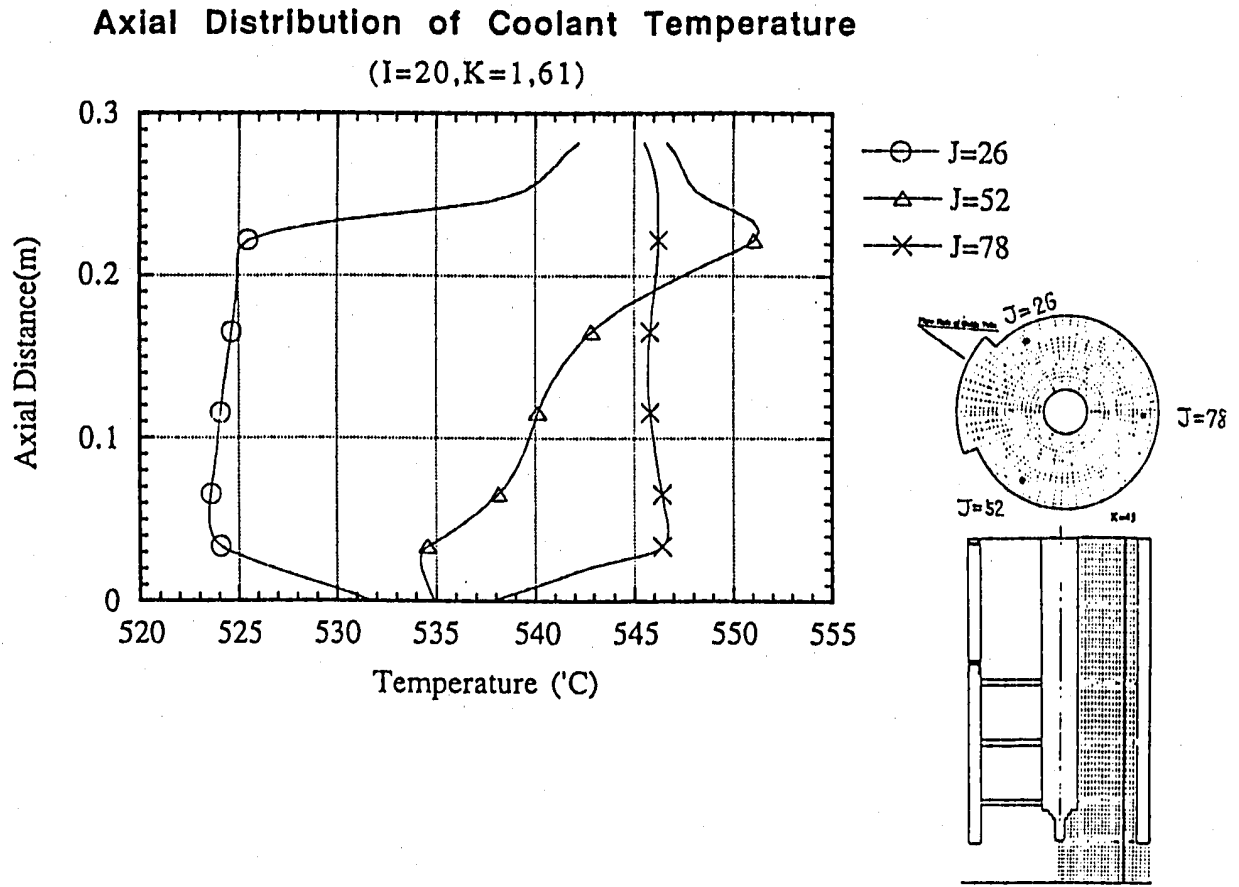 Axial Distribution of Coolant Temperature
(I=20,K=1,61)
0.3
0.2
0.1
0
Axial Distance(m)
520 525 530 535 540 545 550 555
Temperature (˚C)
J=26
J=52
J=78
J=26
J=78
J=52